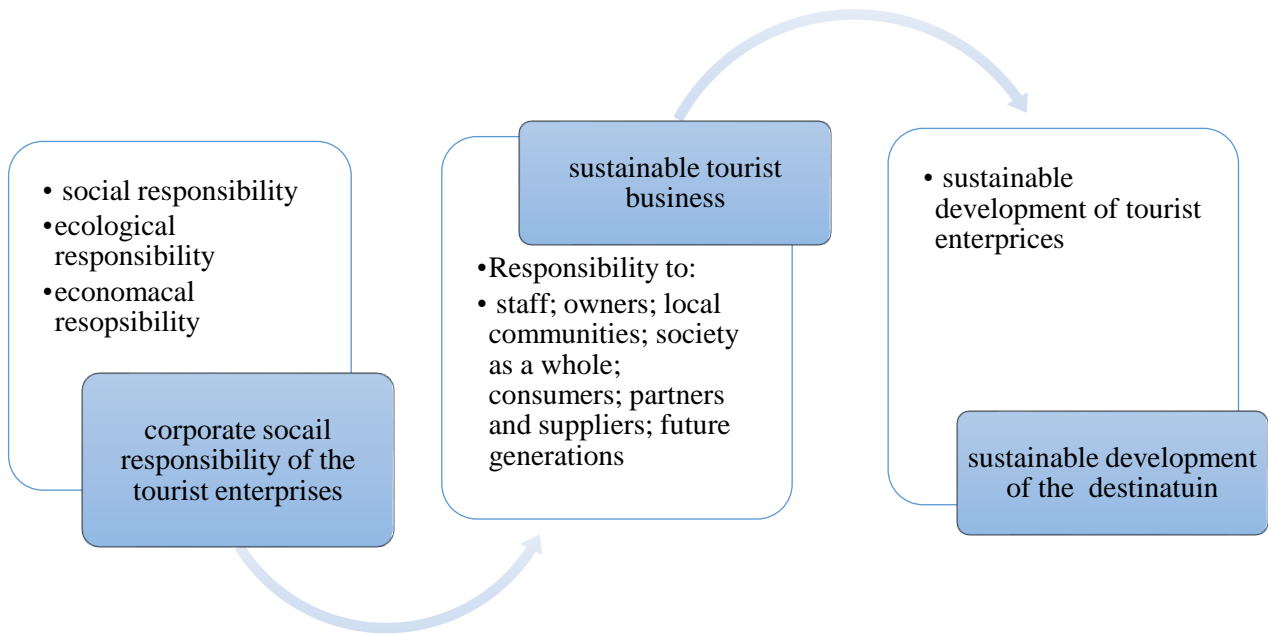 • social responsibility
•ecological
responsibility
•economacal
resopsibility
corporate socail
responsibility of the
tourist enterprises
sustainable tourist
business
•Responsibility to:
• staff; owners; local
communities; society
as a whole;
consumers; partners
and suppliers; future
generations
• sustainable
development of tourist
enterprices
sustainable development
of the destinatuin